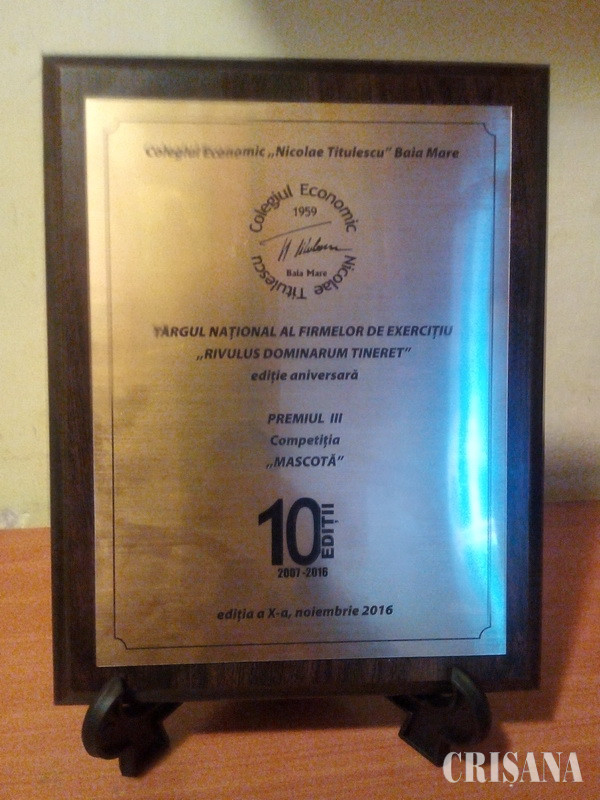 Colegiul Economic „Nicolae Titulescu” Baia Mare
Colegiul Economic Nicolae Titulescu
1959
Baia Mare
TÂRGUL NAȚIONAL AL FIRMELOR DE EXERCIȚIU
„RIVULUS DOMINARUM TINERET”
ediție aniversară
PREMIUL III
Competiția
„MASCOTĂ”
10 EDIȚII
2007-2016
ediția a X-a, noiembrie 2016
CRIȘANA